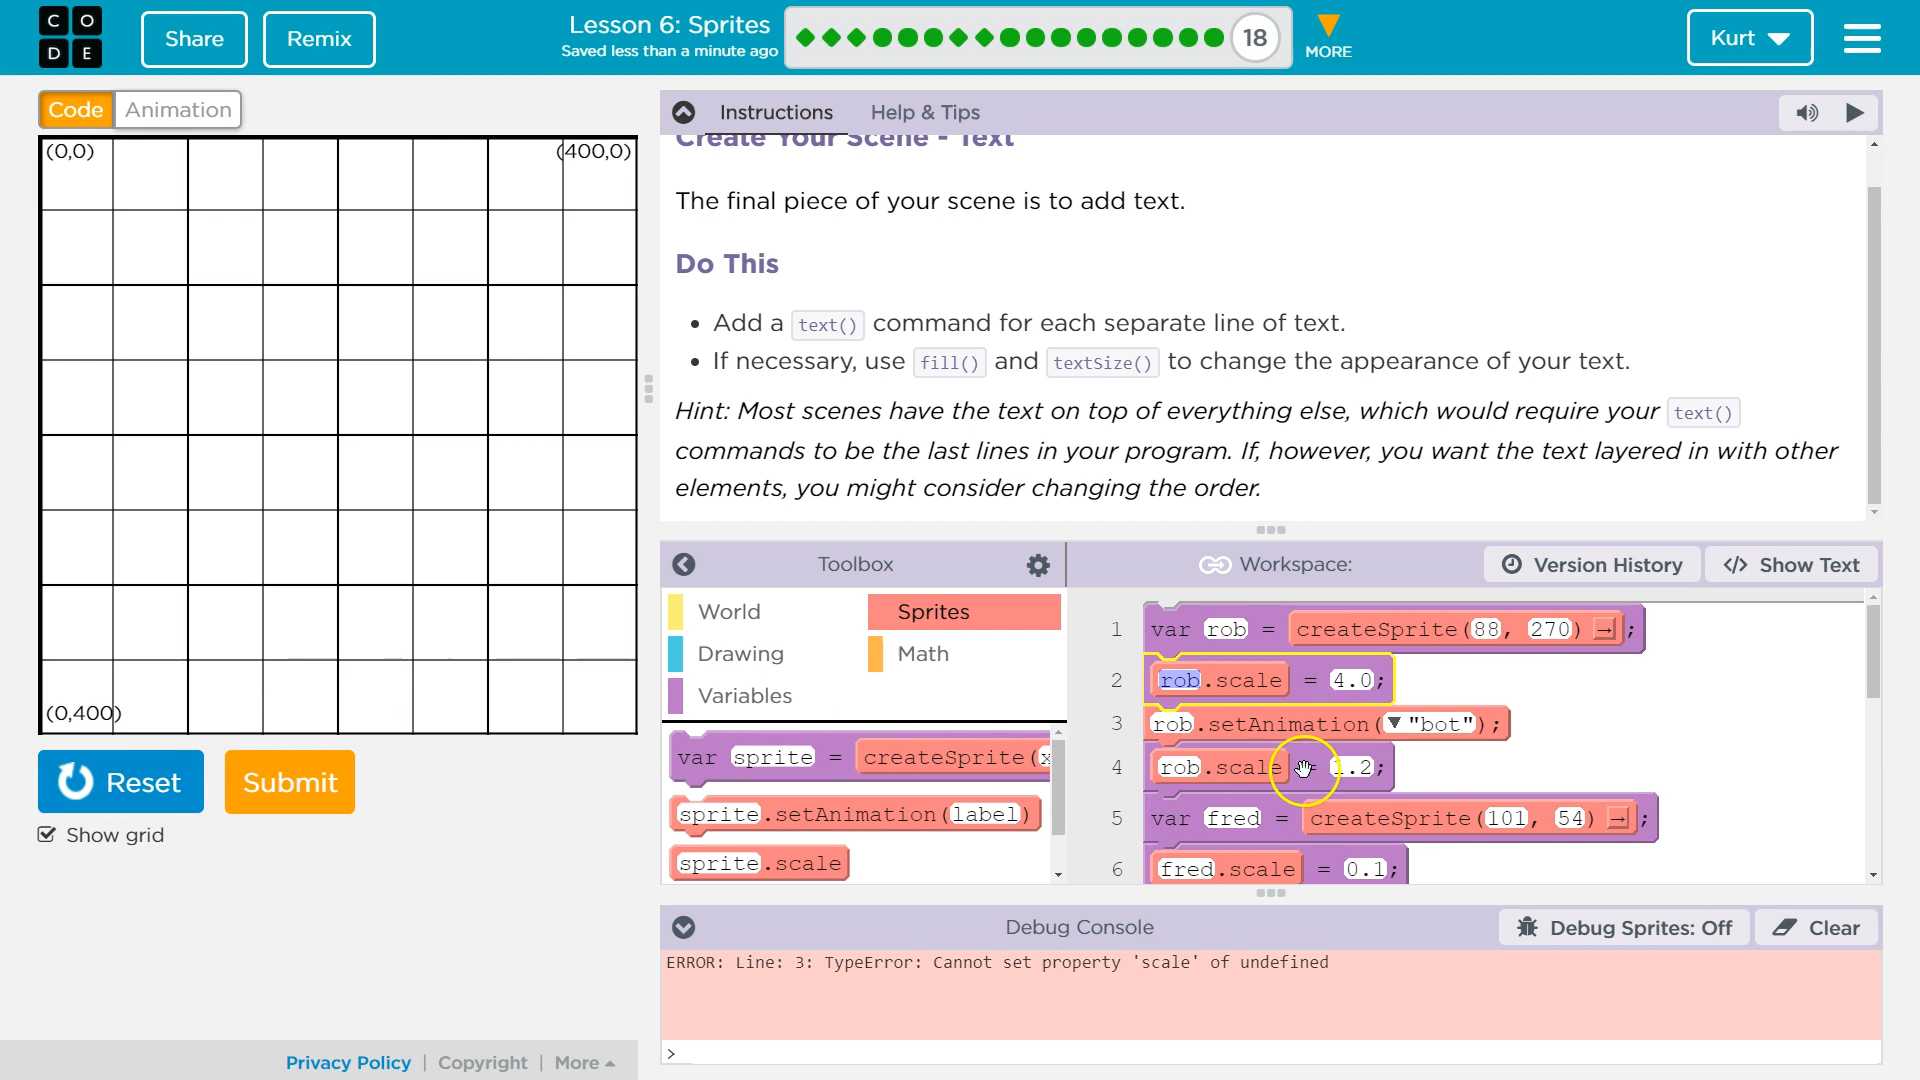 C O
D E
Share
Remix
Lesson 6: Sprites
Saved less than a minute ago
18
MORE
Kurt
Code
Animation
(0,0)
(400,0)
(0,400)
Reset
Submit
Show grid
Privacy Policy | Copyright | More
Instructions
Help & Tips
Create Your Scene - Text
The final piece of your scene is to add text.
Do This
Add a text() command for each separate line of text.
If necessary, use fill() and textSize() to change the appearance of your text.
Hint: Most scenes have the text on top of everything else, which would require your text()
commands to be the last lines in your program. If, however, you want the text layered in with other
elements, you might consider changing the order.
Toolbox
World
Sprites
Drawing
Math
Variables
var sprite = createSprite(x
sprite.setAnimation(label)
sprite.scale
Workspace:
Version History
</> Show Text
1 var rob = createSprite(88, 270) → ;
2 rob.scale = 4.0;
3 rob.setAnimation(▼ "bot");
4 rob.scale = 1.2;
5 var fred = createSprite(101, 54) → ;
6 fred.scale = 0.1;
Debug Console
Debug Sprites: Off
Clear
ERROR: Line: 3: TypeError: Cannot set property 'scale' of undefined
>